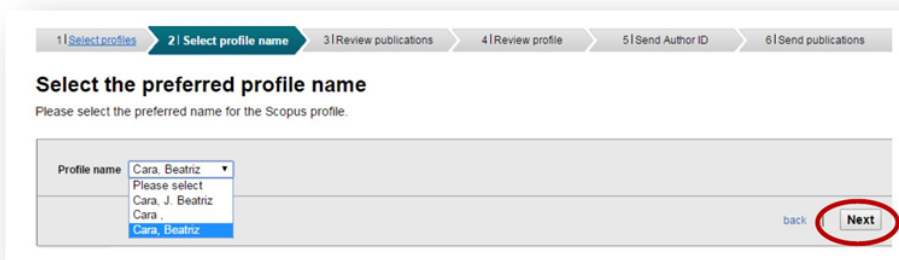 1 | Select profiles 2 | Select profile name 3 | Review publications 4 | Review profile 5 | Send Author ID 6 | Send publications
Select the preferred profile name
Please select the preferred name for the Scopus profile.
Profile name Cara, Beatriz
Please select
Cara, J. Beatriz
Cara ,
Cara, Beatriz
back | Next